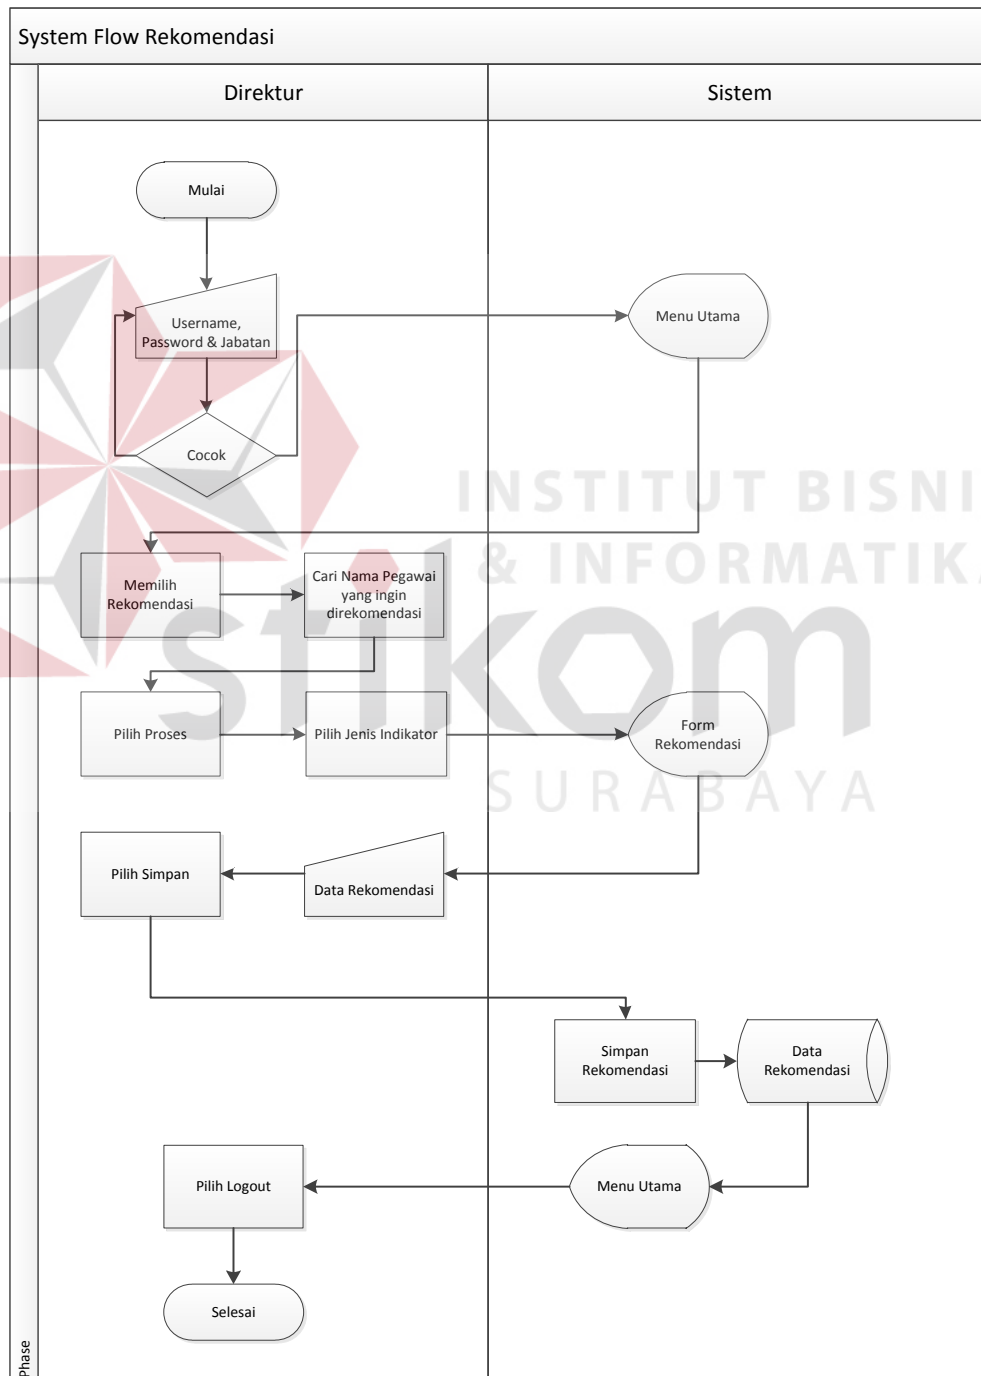 System Flow Rekomendasi
Direktur
Sistem
Mulai
Username,
Password & Jabatan
Menu Utama
Cocok
INSTITUT BISNI
& INFORMATIKA
stikom
SURABAYA
Memilih
Rekomendasi
Cari Nama Pegawai
yang ingin
direkomendasi
Pilih Proses
Pilih Jenis Indikator
Form
Rekomendasi
Pilih Simpan
Data Rekomendasi
Simpan
Rekomendasi
Data
Rekomendasi
Pilih Logout
Menu Utama
Selesai
Phase